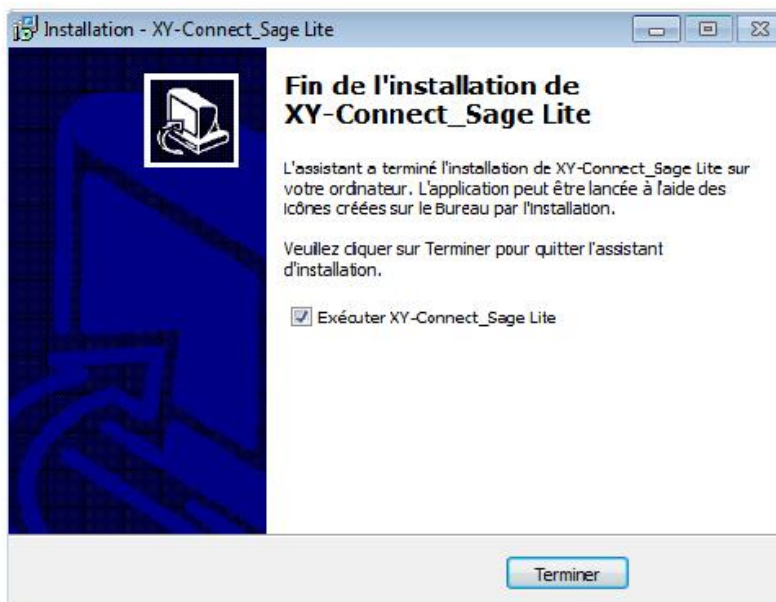 Installation - XY-Connect_Sage Lite
Fin de l'installation de
XY-Connect_Sage Lite
L'assistant a terminé l'installation de XY-Connect_Sage Lite sur
votre ordinateur. L'application peut être lancée à l'aide des
icônes créées sur le Bureau par l'installation.
Veuillez cliquer sur Terminer pour quitter l'assistant
d'installation.
Exécuter XY-Connect_Sage Lite
Terminer